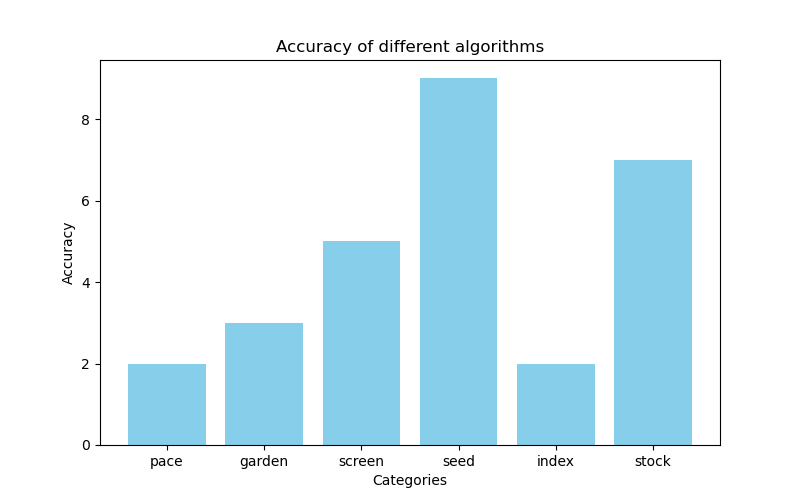 Accuracy of different algorithms
8
6
4
2
0
Accuracy
pace garden screen seed index stock
Categories